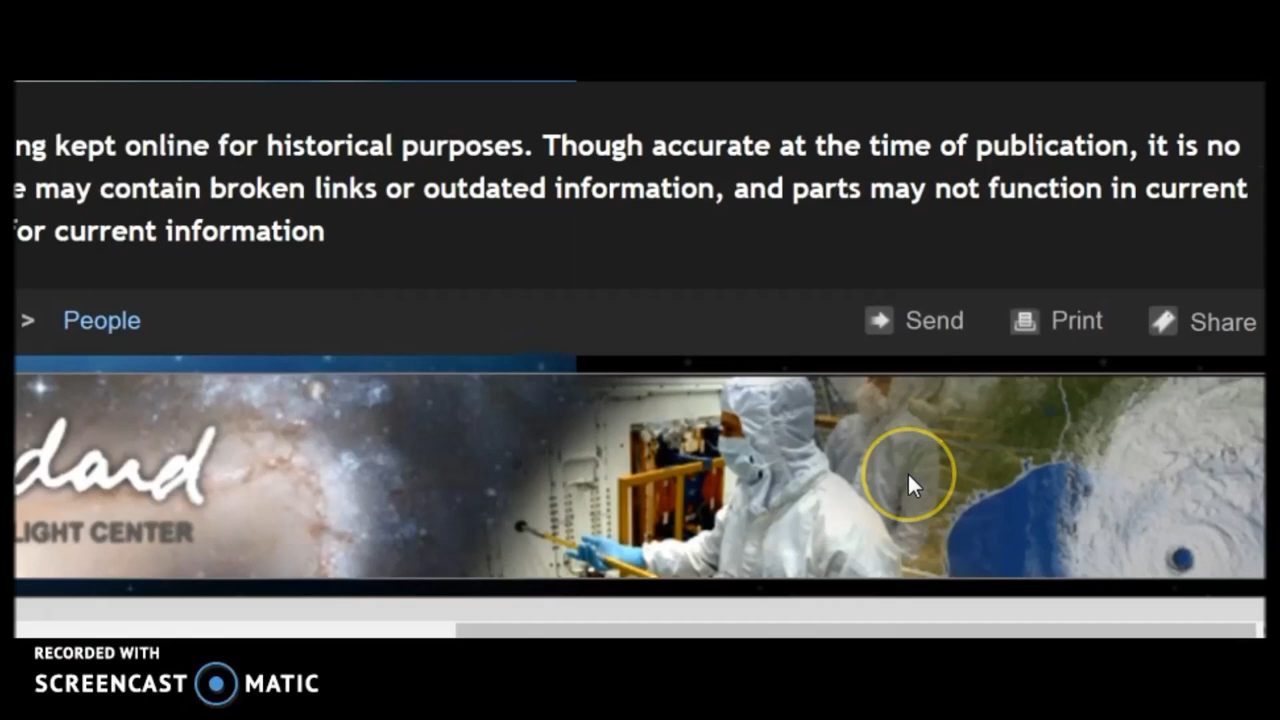 ng kept online for historical purposes. Though accurate at the time of publication, it is no
e may contain broken links or outdated information, and parts may not function in current
for current information
> People
Send
Print
Share
dard
LIGHT CENTER
RECORDED WITH
SCREENCAST MATIC